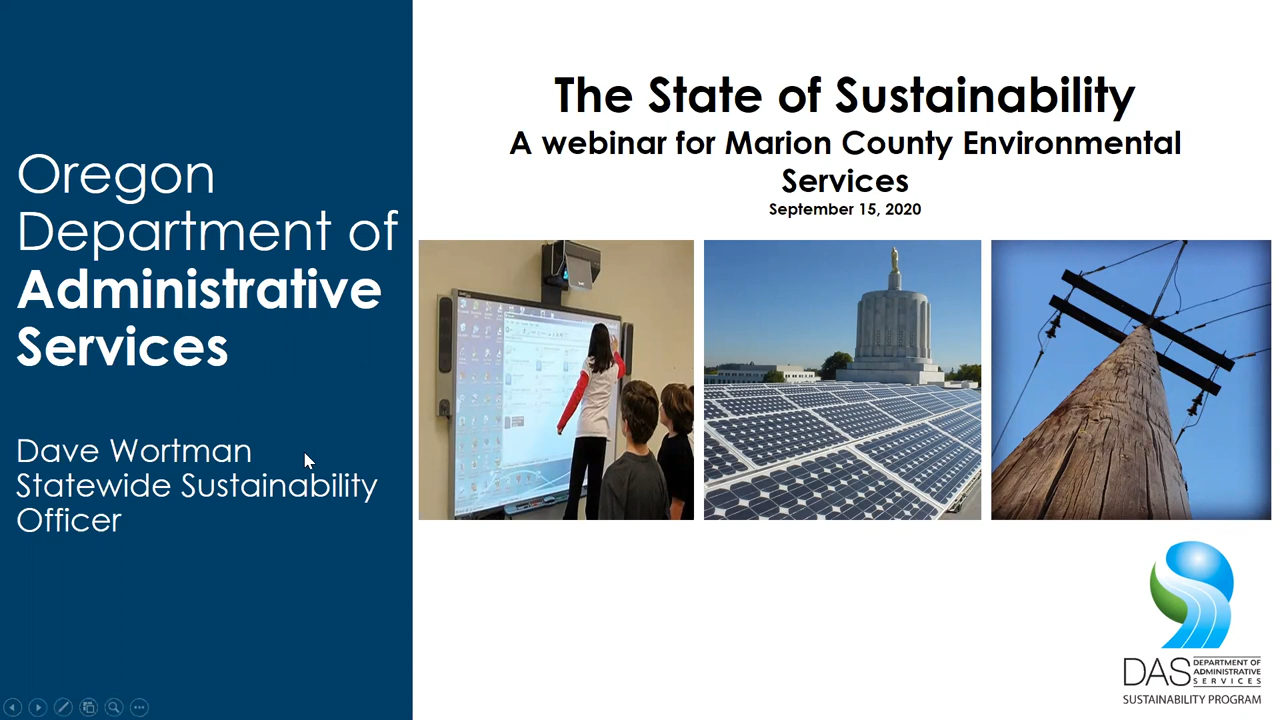 Oregon
Department of
Administrative
Services
Dave Wortman
Statewide Sustainability
Officer
The State of Sustainability
A webinar for Marion County Environmental
Services
September 15, 2020
DAS
DEPARTMENT OF
ADMINISTRATIVE
SERVICES
SUSTAINABILITY PROGRAM